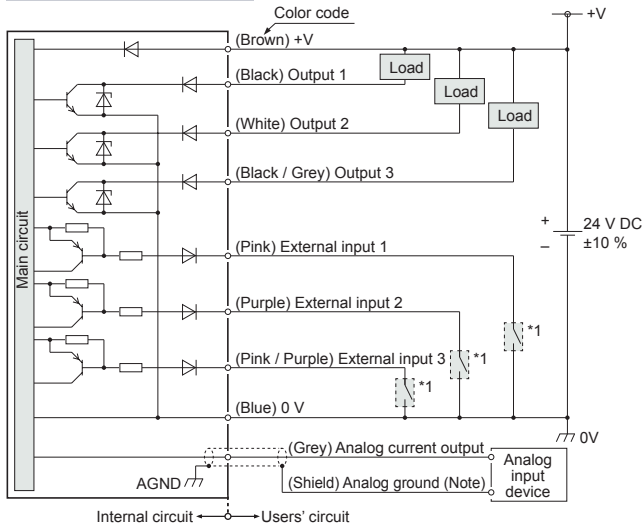 Color code
+V
(Brown) +V
(Black) Output 1
Load
Load
(White) Output 2
Load
(Black / Grey) Output 3
Main circuit
+
24 V DC
–
±10 %
(Pink) External input 1
(Purple) External input 2
*1
(Pink / Purple) External input 3
*1
*1
(Blue) 0 V
0V
(Grey) Analog current output
Analog
input
device
AGND
(Shield) Analog ground (Note)
Internal circuit
Users' circuit